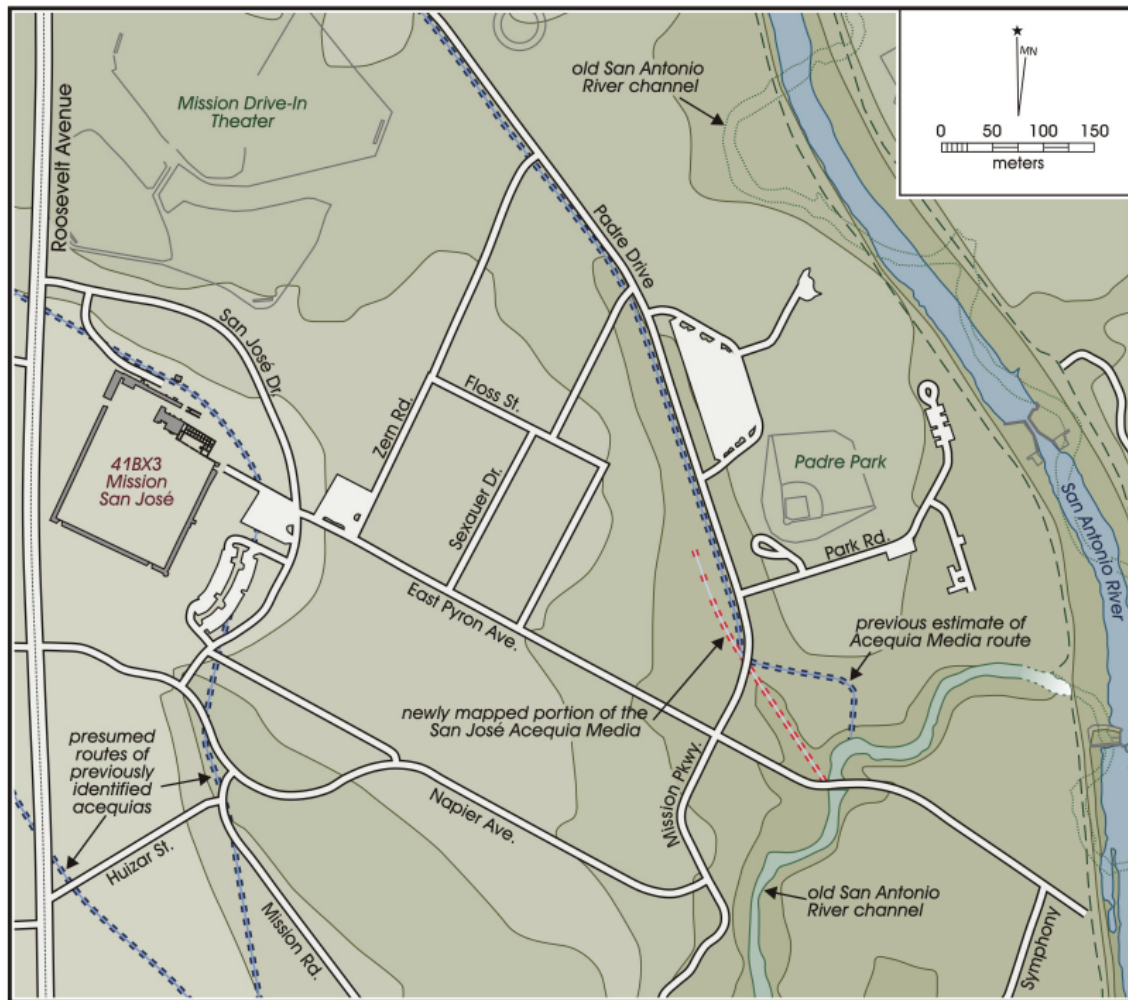 old San Antonio
River channel
MN
0 50 100 150
meters
Mission Drive-In
Theater
Roosevelt Avenue
Padre Drive
San José Dr.
Floss St.
Zern Rd.
41BX3
Mission
San José
Sexauer Dr.
Padre Park
San Antonio River
Park Rd.
East Pyron Ave.
previous estimate of
Acequia Media route
newly mapped portion of the
San José Acequia Media
presumed
routes of
previously
identified
acequias
Mission Pkwy.
Napier Ave.
Huizar St.
old San Antonio
River channel
Mission Rd.
Symphony